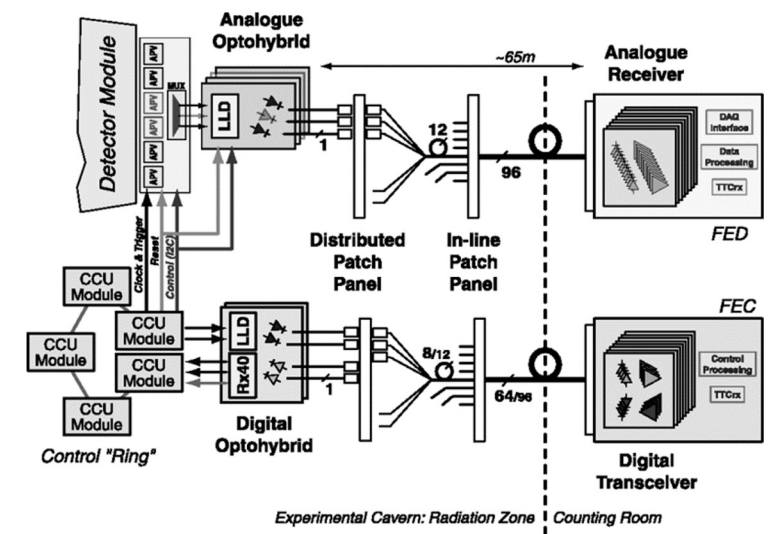 Analogue
Optohybrid
~65m
Analogue
Receiver
Detector Module
APV
APV
APV
APV
APV
APV
MUX
LLD
1
12
96
DAQ
Interface
Data
Processing
TTCrx
FED
Clock & Trigger
Reset
Control (I2C)
Distributed
Patch
Panel
In-line
Patch
Panel
FEC
CCU
Module
CCU
Module
CCU
Module
CCU
Module
CCU
Module
LLD
Rx40
1
8/12
64/96
Control
Processing
TTCrx
Digital
Optohybrid
Control "Ring"
Digital
Transceiver
Experimental Cavern: Radiation Zone
Counting Room